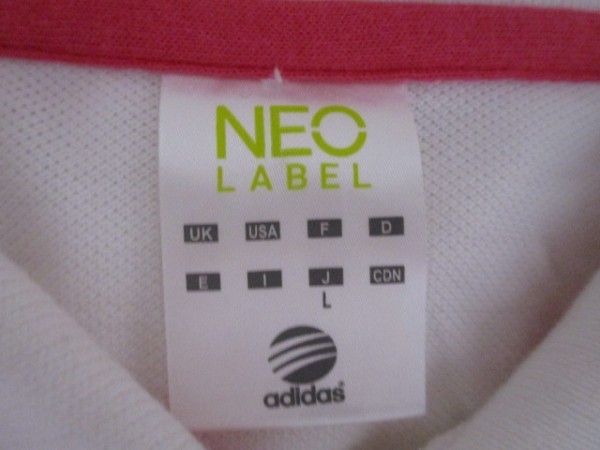 NEO
LABEL
UK USA F D
E I J CDN
L
adidas